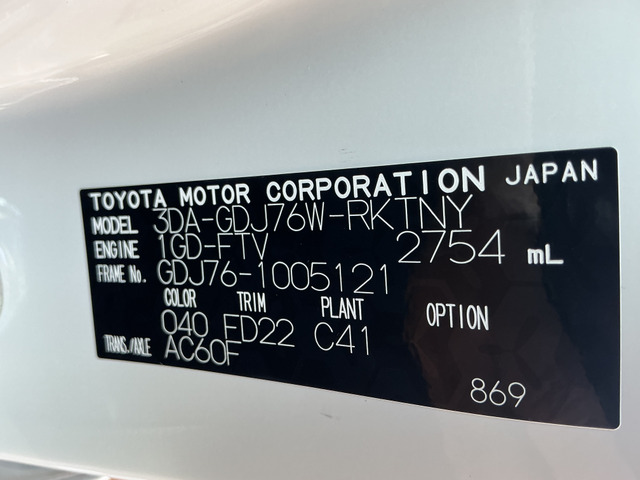 TOYOTA MOTOR CORPORATION JAPAN
MODEL 3DA-GDJ76W-RKTNY
ENGINE 1GD-FTV 2754 mL
FRAME No. GDJ76-1005121
COLOR TRIM PLANT OPTION
040 FD22 C41
TRANS./AXLE AC60F
869